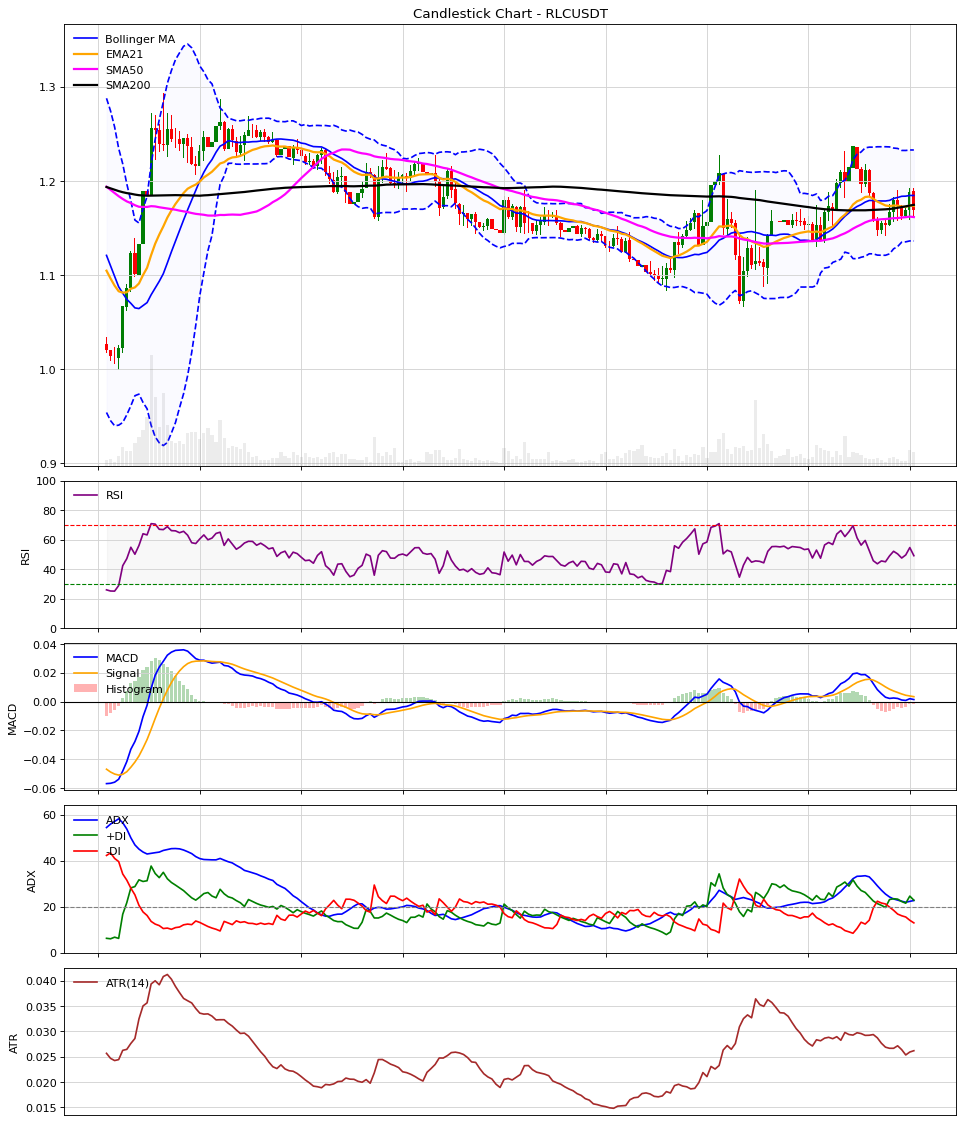 Candlestick Chart - RLCUSDT
Bollinger MA
EMA21
SMA50
SMA200
1.3
1.2
1.1
1.0
0.9
100
80
60
40
20
0
RSI
RSI
0.04
0.02
0.00
−0.02
−0.04
−0.06
MACD
MACD
Signal
Histogram
60
40
20
0
ADX
ADX
+DI
-DI
0.040
0.035
0.030
0.025
0.020
0.015
ATR
ATR(14)